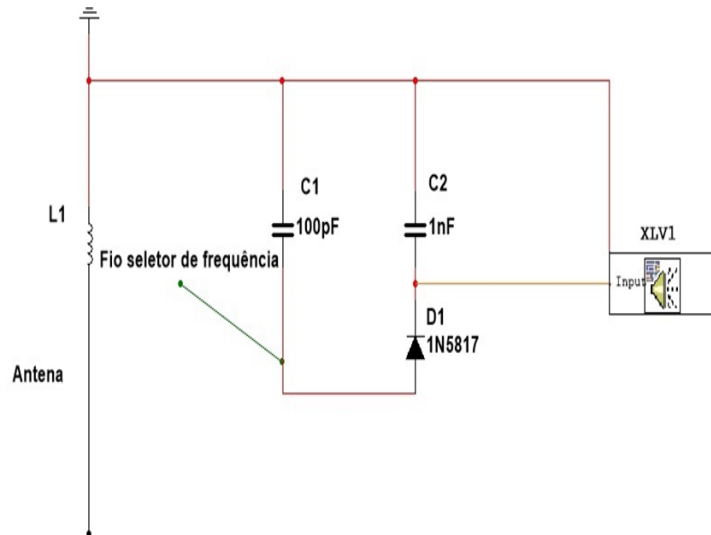 C1
100pF
C2
1nF
L1
XLV1
Fio seletor de frequência
Input
D1
1N5817
Antena